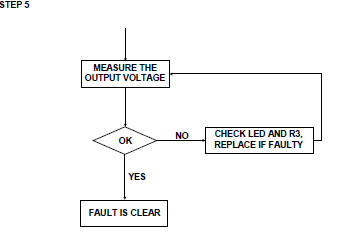 STEP 5
MEASURE THE
OUTPUT VOLTAGE
OK
NO
CHECK LED AND R3,
REPLACE IF FAULTY
YES
FAULT IS CLEAR